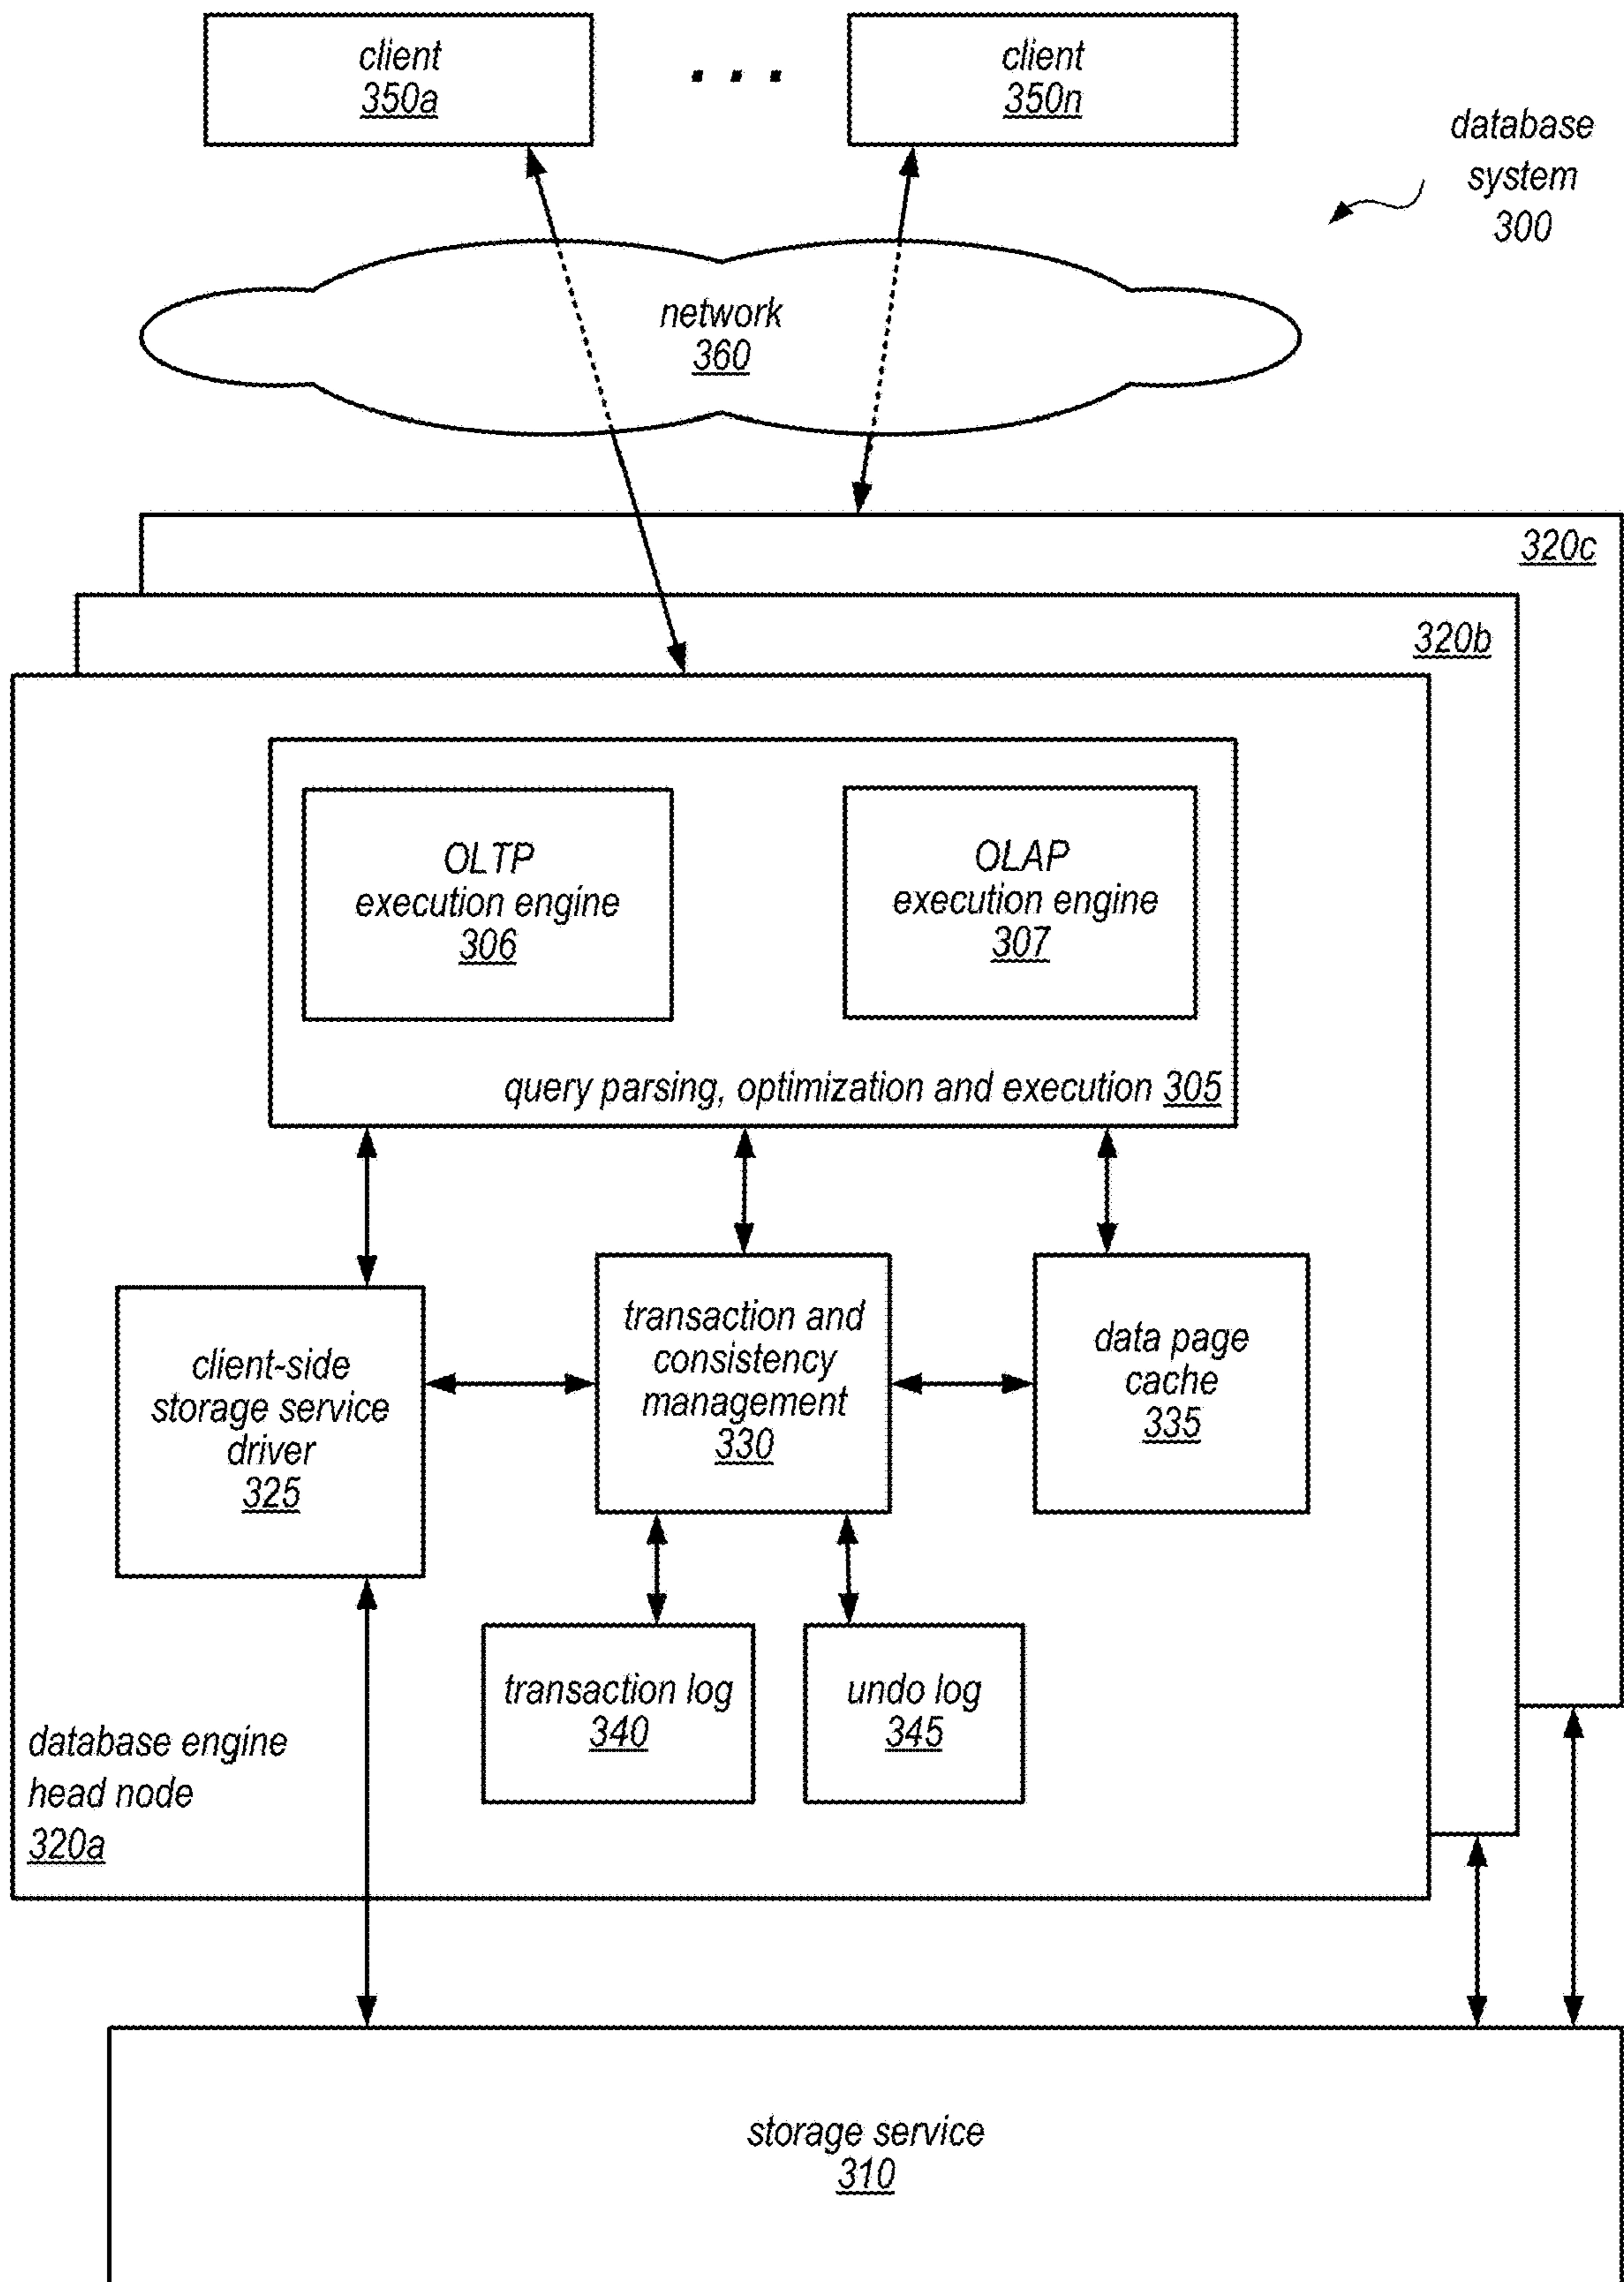 client
350a
. . .
client
350n
database
system
300
network
360
320c
320b
OLTP
execution engine
306
OLAP
execution engine
307
query parsing, optimization and execution 305
client-side
storage service
driver
325
transaction and
consistency
management
330
data page
cache
335
transaction log
340
undo log
345
database engine
head node
320a
storage service
310